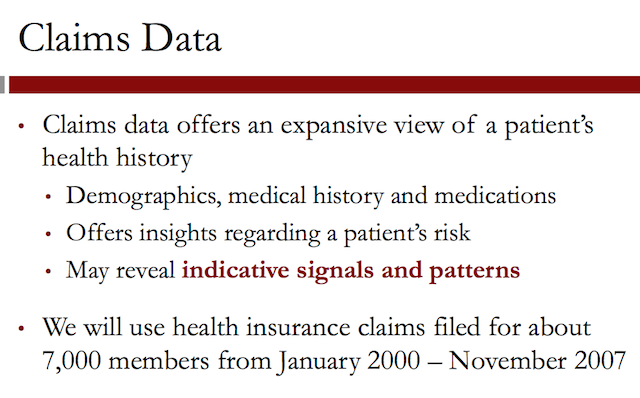 Claims Data
• Claims data offers an expansive view of a patient’s
health history
• Demographics, medical history and medications
• Offers insights regarding a patient’s risk
• May reveal indicative signals and patterns
• We will use health insurance claims filed for about
7,000 members from January 2000 – November 2007